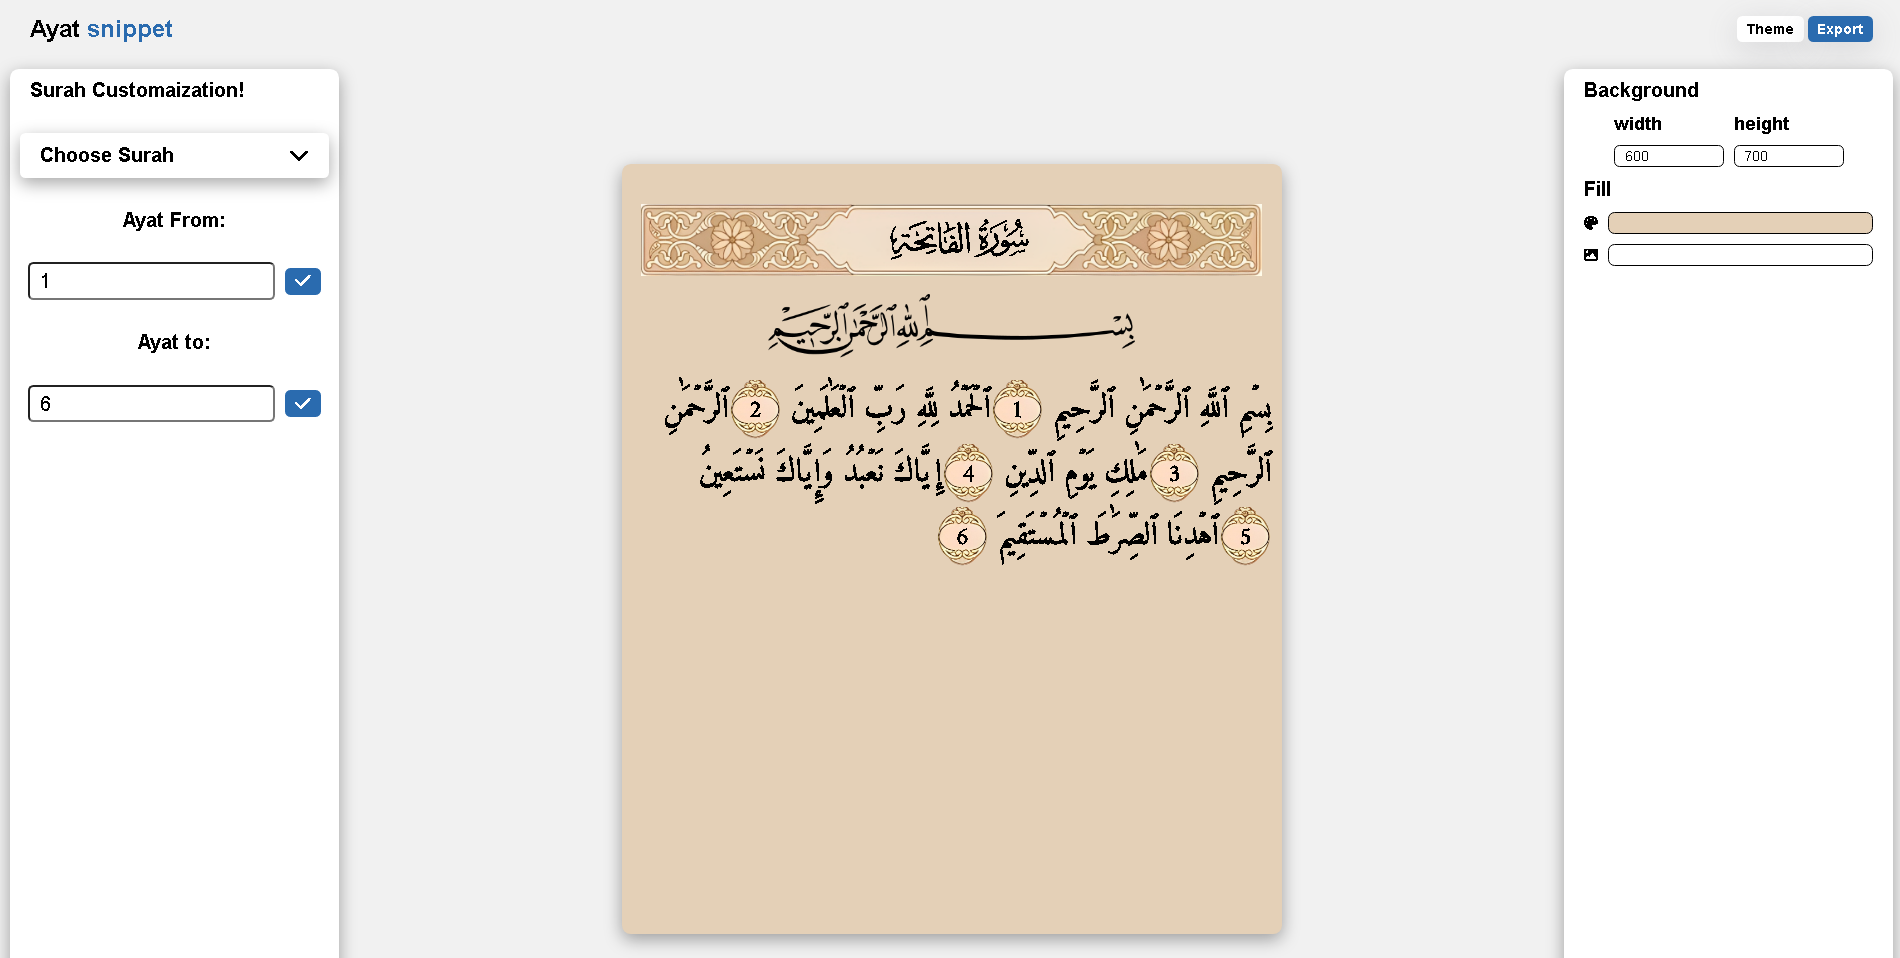 Ayat snippet
Theme
Export
Surah Customaization!
Choose Surah
Ayat From:
1
Ayat to:
6
سُورَةُ الفَاتِحَةِ
بِسْمِ اللهِ الرَّحْمٰنِ الرَّحِيمِ
بِسْمِ ٱللَّهِ ٱلرَّحْمَٰنِ ٱلرَّحِيمِ 1 ٱلْحَمْدُ لِلَّهِ رَبِّ ٱلْعَٰلَمِينَ 2 ٱلرَّحْمَٰنِ
ٱلرَّحِيمِ 3 مَٰلِكِ يَوْمِ ٱلدِّينِ 4 إِيَّاكَ نَعْبُدُ وَإِيَّاكَ نَسْتَعِينُ
5 ٱهْدِنَا ٱلصِّرَٰطَ ٱلْمُسْتَقِيمَ 6
Background
width height
600 700
Fill